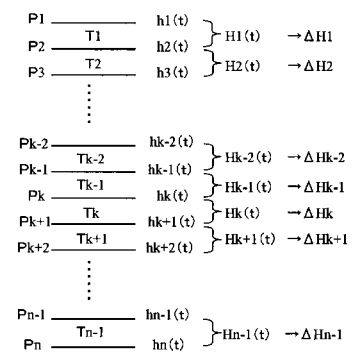 P1 h1(t)
T1 H1(t) →ΔH1
P2 h2(t)
T2 H2(t) →ΔH2
P3 h3(t)
Pk-2 hk-2(t)
Tk-2 Hk-2(t) →ΔHk-2
Pk-1 hk-1(t)
Tk-1 Hk-1(t) →ΔHk-1
Pk hk(t)
Tk Hk(t) →ΔHk
Pk+1 hk+1(t)
Tk+1 Hk+1(t) →ΔHk+1
Pk+2 hk+2(t)
Pn-1 hn-1(t)
Tn-1 Hn-1(t) →ΔHn-1
Pn hn(t)